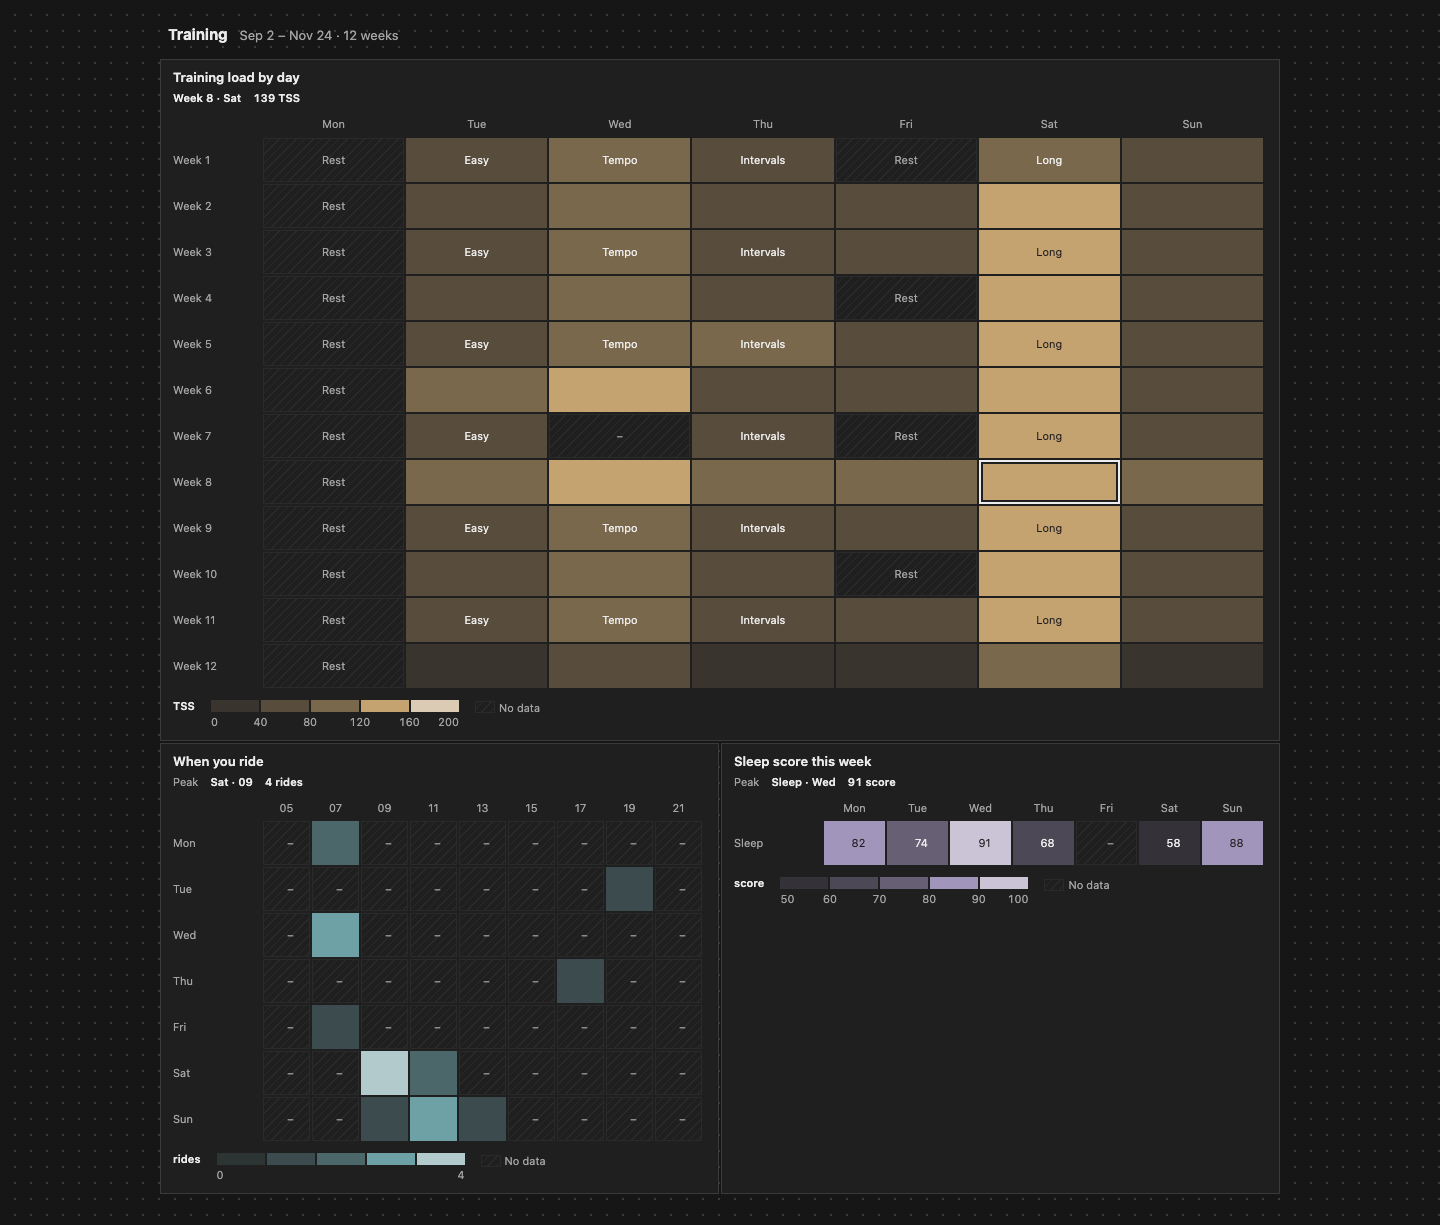 Training Sep 2 – Nov 24 · 12 weeks
Training load by day
Week 8 · Sat 139 TSS
Mon Tue Wed Thu Fri Sat Sun
Week 1 Rest Easy Tempo Intervals Rest Long
Week 2 Rest
Week 3 Rest Easy Tempo Intervals Long
Week 4 Rest Rest
Week 5 Rest Easy Tempo Intervals Long
Week 6 Rest
Week 7 Rest Easy – Intervals Rest Long
Week 8 Rest
Week 9 Rest Easy Tempo Intervals Long
Week 10 Rest Rest
Week 11 Rest Easy Tempo Intervals Long
Week 12 Rest
TSS No data
0 40 80 120 160 200
When you ride
Peak Sat · 09 4 rides
05 07 09 11 13 15 17 19 21
Mon – – – – – – – –
Tue – – – – – – – –
Wed – – – – – – – –
Thu – – – – – – – –
Fri – – – – – – – –
Sat – – – – – – –
Sun – – – – – –
rides No data
0 4
Sleep score this week
Peak Sleep · Wed 91 score
Mon Tue Wed Thu Fri Sat Sun
Sleep 82 74 91 68 – 58 88
score No data
50 60 70 80 90 100